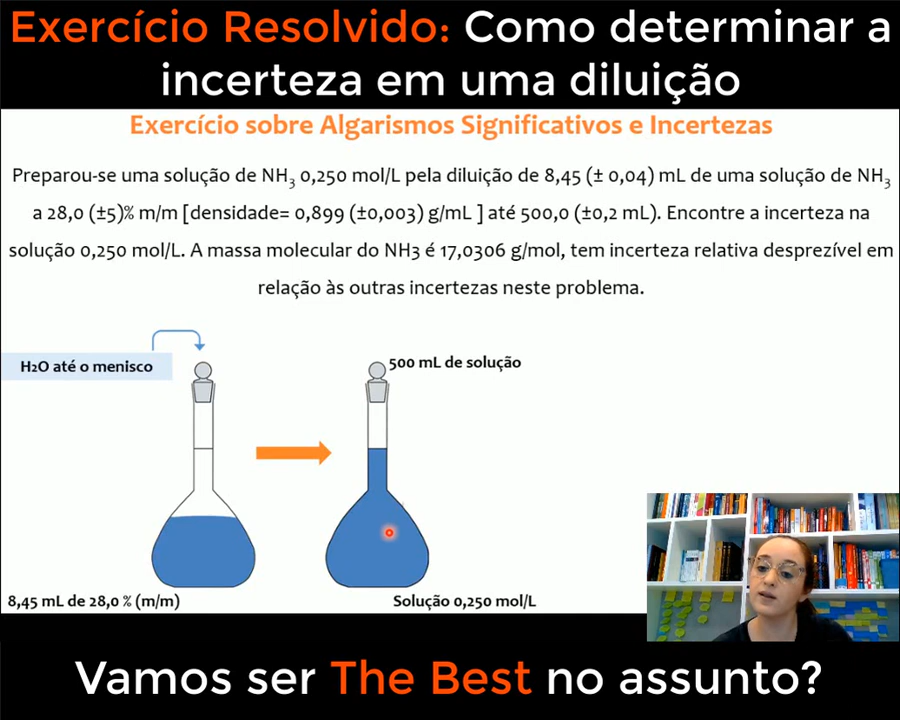 Exercício Resolvido: Como determinar a
incerteza em uma diluição
Exercício sobre Algarismos Significativos e Incertezas
Preparou-se uma solução de NH₃ 0,250 mol/L pela diluição de 8,45 (± 0,04) mL de uma solução de NH₃
a 28,0 (±5)% m/m [densidade= 0,899 (±0,003) g/mL ] até 500,0 (±0,2 mL). Encontre a incerteza na
solução 0,250 mol/L. A massa molecular do NH3 é 17,0306 g/mol, tem incerteza relativa desprezível em
relação às outras incertezas neste problema.
H₂O até o menisco
500 mL de solução
8,45 mL de 28,0 % (m/m)
Solução 0,250 mol/L
Vamos ser The Best no assunto?